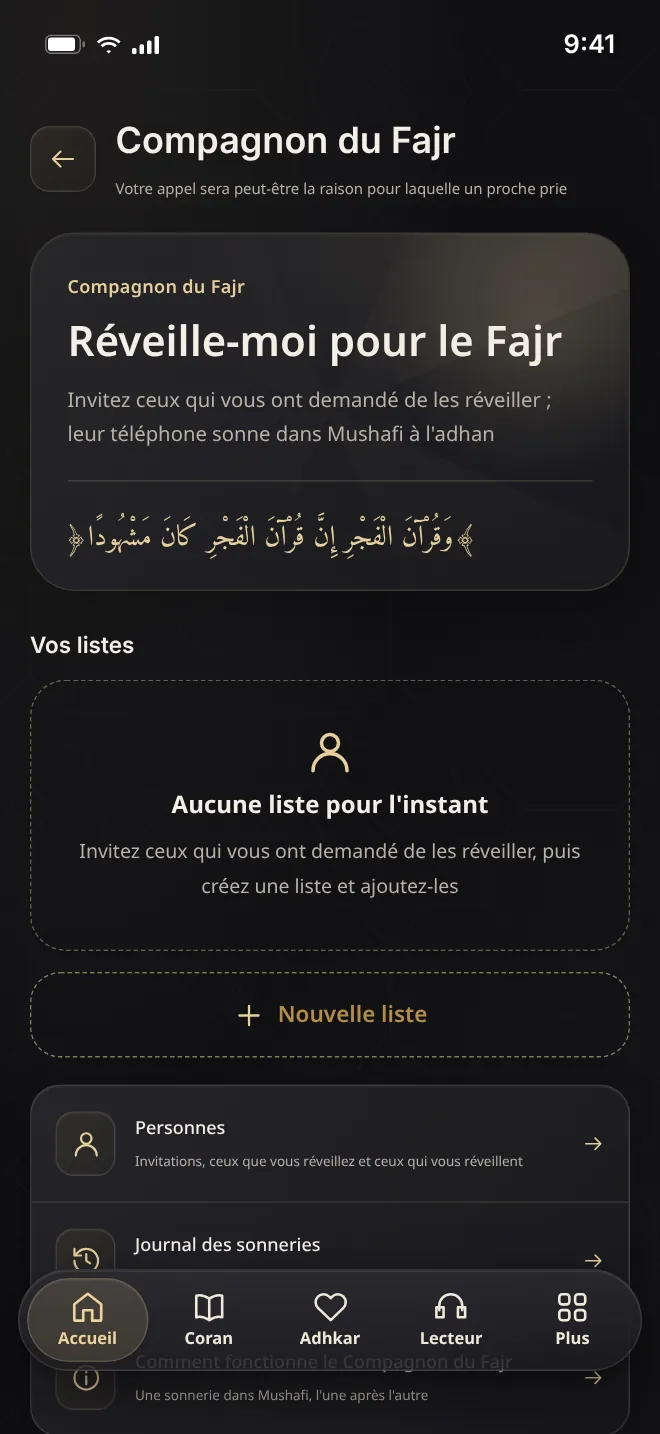 9:41
Compagnon du Fajr
Votre appel sera peut-être la raison pour laquelle un proche prie
Compagnon du Fajr
Réveille-moi pour le Fajr
Invitez ceux qui vous ont demandé de les réveiller ;
leur téléphone sonne dans Mushafi à l'adhan
﴿وَقُرْآنَ الْفَجْرِ إِنَّ قُرْآنَ الْفَجْرِ كَانَ مَشْهُودًا﴾
Vos listes
Aucune liste pour l'instant
Invitez ceux qui vous ont demandé de les réveiller, puis
créez une liste et ajoutez-les
Nouvelle liste
Personnes
Invitations, ceux que vous réveillez et ceux qui vous réveillent
Journal des sonneries
Comment fonctionne le Compagnon du Fajr
Une sonnerie dans Mushafi, l'une après l'autre
Accueil
Coran
Adhkar
Lecteur
Plus